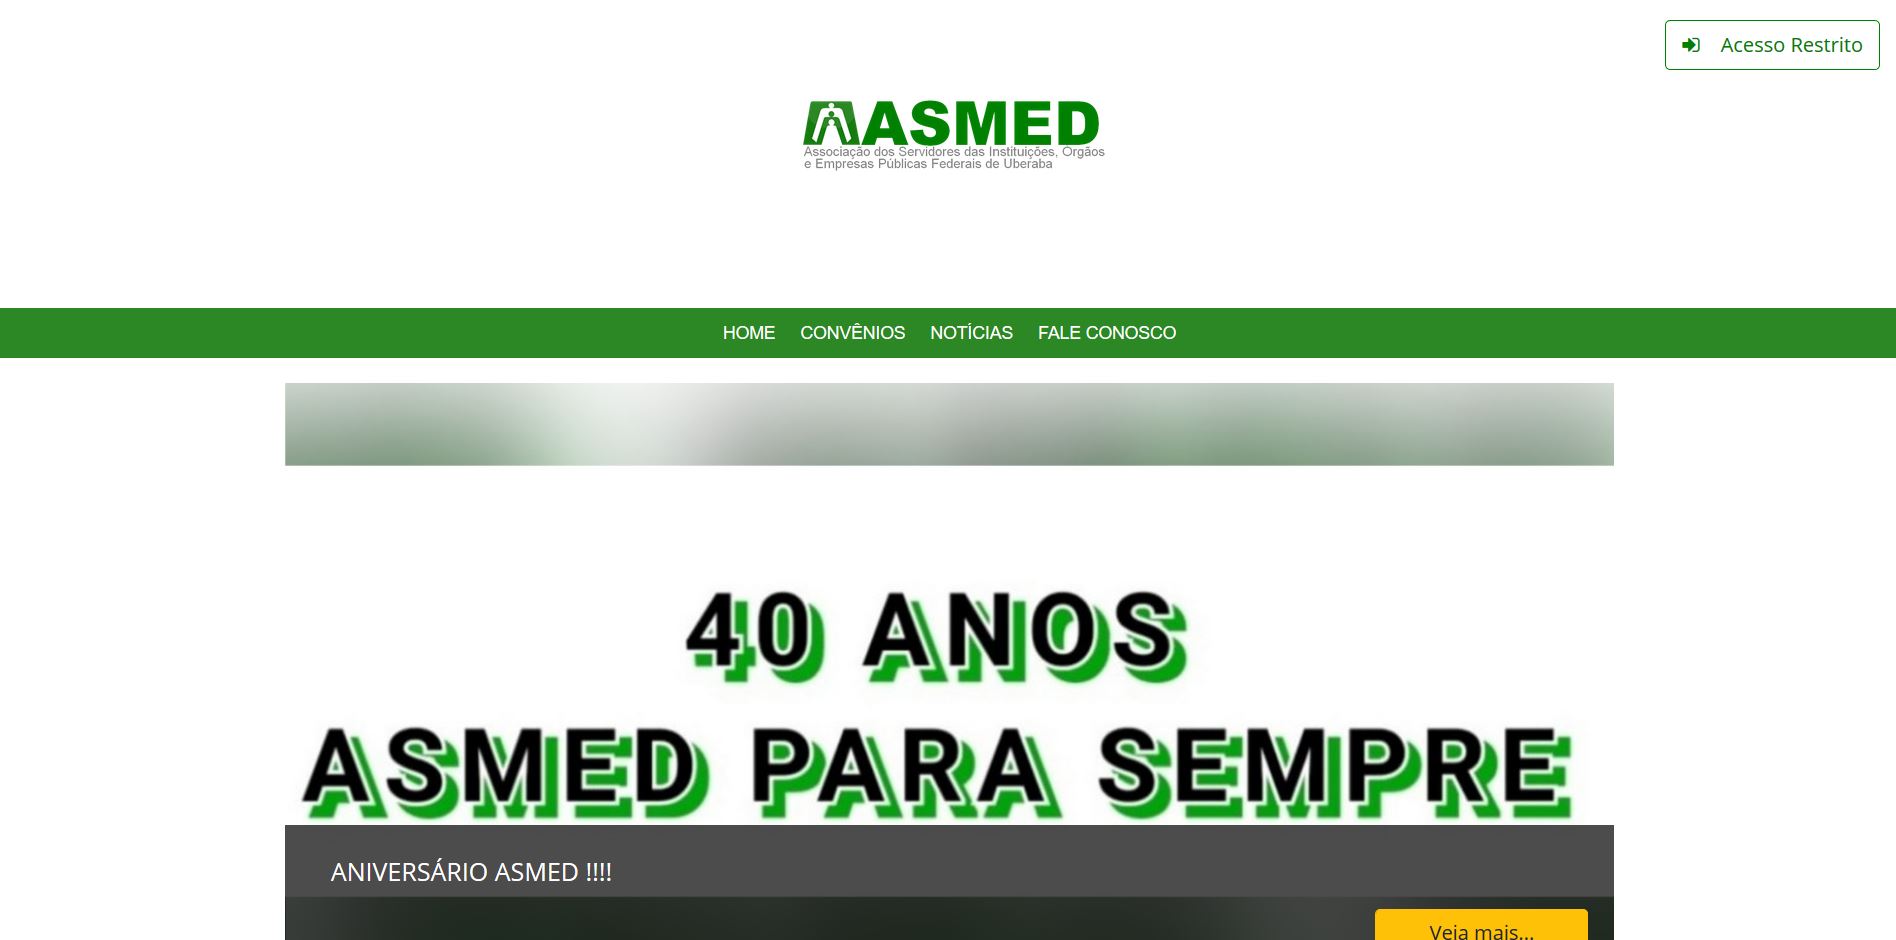 Acesso Restrito
ASMED
Associação dos Servidores das Instituições, Orgãos
e Empresas Públicas Federais de Uberaba
HOME CONVÊNIOS NOTÍCIAS FALE CONOSCO
40 ANOS
ASMED PARA SEMPRE
ANIVERSÁRIO ASMED !!!!
Veja mais...